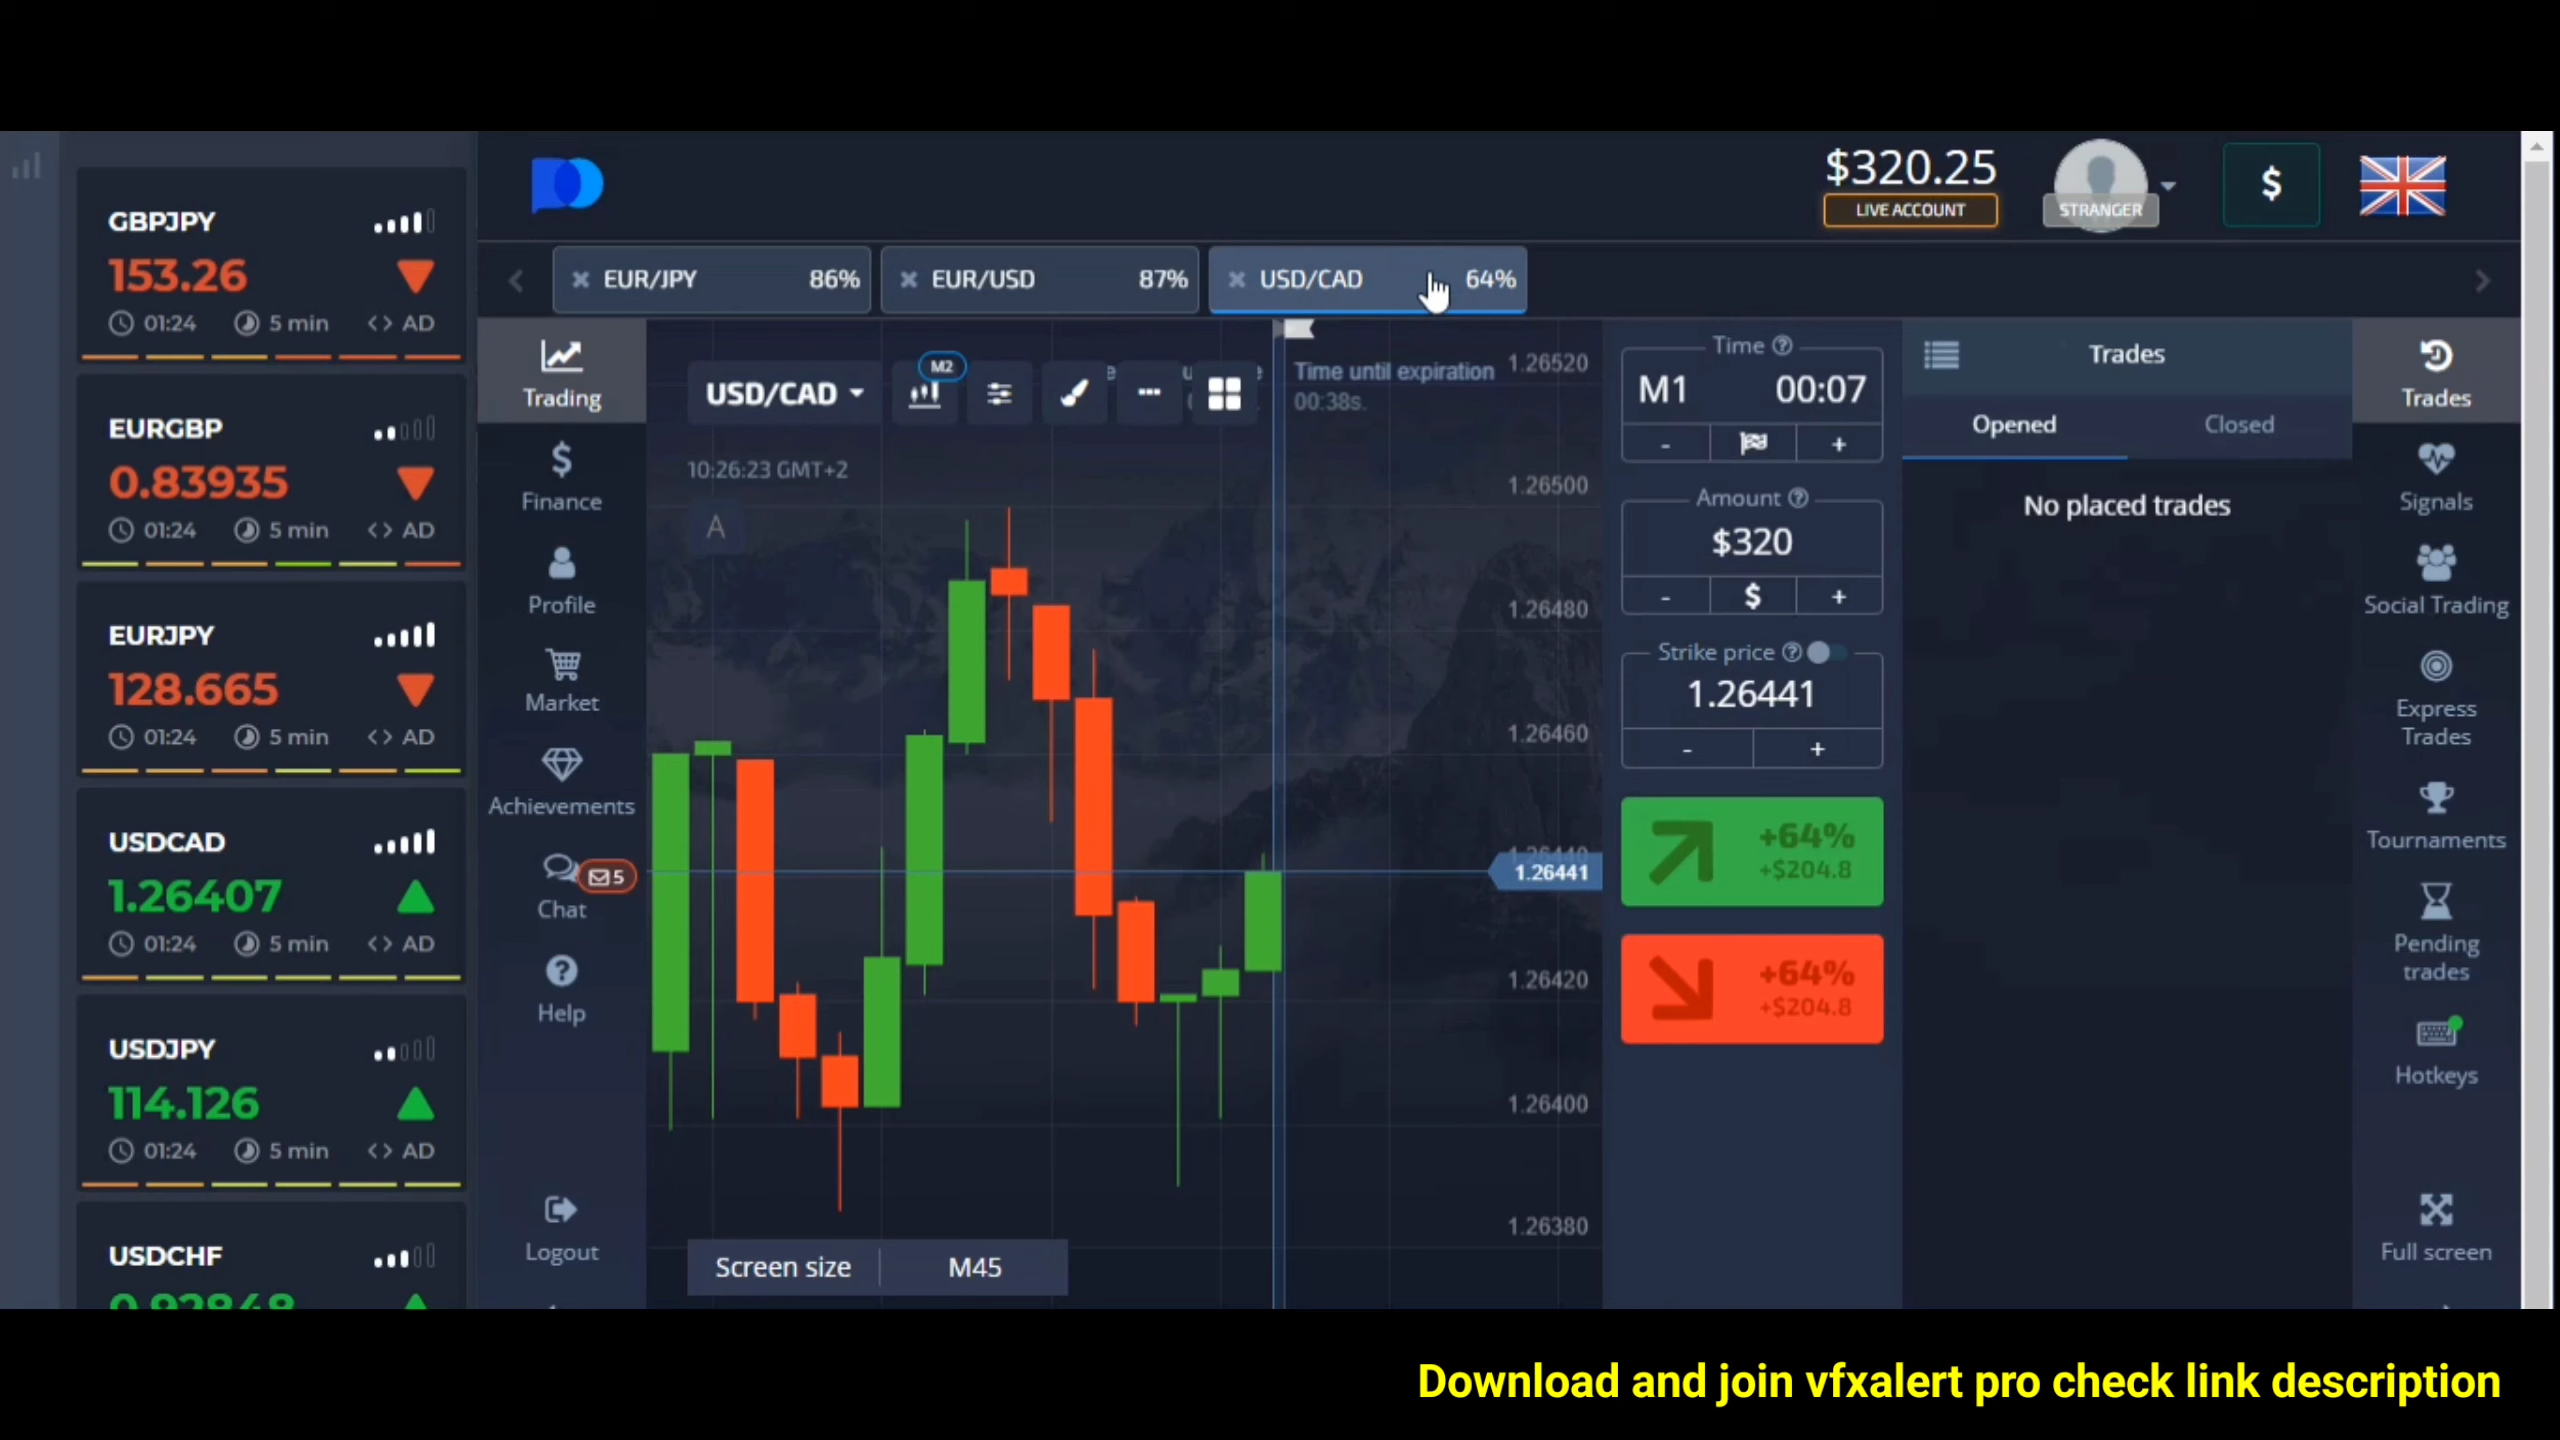 $320.25
LIVE ACCOUNT
STRANGER
$
EUR/JPY 86%
EUR/USD 87%
USD/CAD 64%
GBPJPY
153.26
01:24 5 min <> AD
EURGBP
0.83935
01:24 5 min <> AD
EURJPY
128.665
01:24 5 min <> AD
USDCAD
1.26407
01:24 5 min <> AD
USDJPY
114.126
01:24 5 min <> AD
USDCHF
0.92848
Trading
Finance
Profile
Market
Achievements
5
Chat
Help
Logout
USD/CAD
M2
Time until expiration
00:38s.
10:26:23 GMT+2
A
1.26520
1.26500
1.26480
1.26460
1.26440
1.26441
1.26420
1.26400
1.26380
Screen size M45
Time
M1 00:07
- +
Amount
$320
- $ +
Strike price
1.26441
- +
+64%
+$204.8
+64%
+$204.8
Trades
Opened Closed
No placed trades
Trades
Signals
Social Trading
Express
Trades
Tournaments
Pending
trades
Hotkeys
Full screen
Download and join vfxalert pro check link description